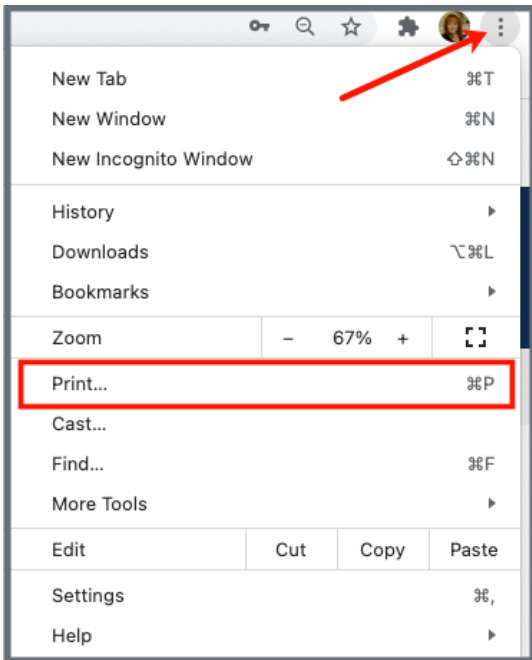 New Tab ⌘T
New Window ⌘N
New Incognito Window ⇧⌘N
History
Downloads ⌥⌘L
Bookmarks
Zoom - 67% +
Print... ⌘P
Cast...
Find... ⌘F
More Tools
Edit Cut Copy Paste
Settings ⌘,
Help